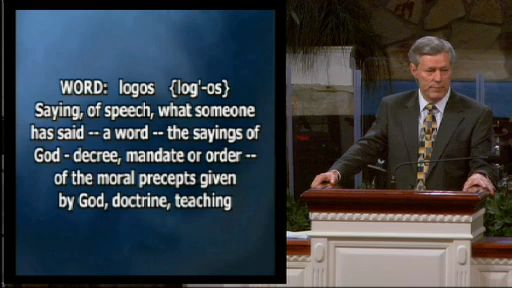 WORD: logos {log'-os}
Saying, of speech, what someone
has said -- a word -- the sayings of
God - decree, mandate or order --
of the moral precepts given
by God, doctrine, teaching